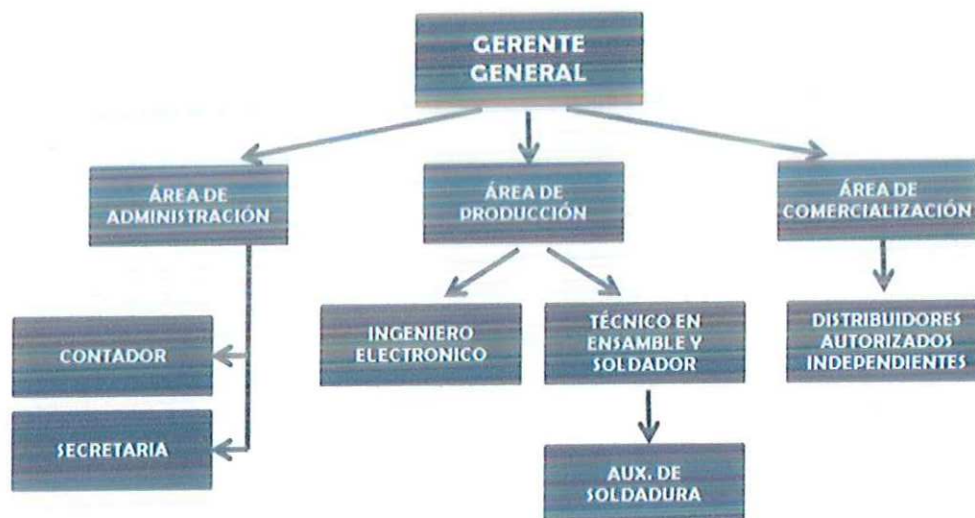 GERENTE
GENERAL
ÁREA DE
ADMINISTRACIÓN
ÁREA DE
PRODUCCIÓN
ÁREA DE
COMERCIALIZACIÓN
CONTADOR
SECRETARIA
INGENIERO
ELECTRONICO
TÉCNICO EN
ENSAMBLE Y
SOLDADOR
AUX. DE
SOLDADURA
DISTRIBUIDORES
AUTORIZADOS
INDEPENDIENTES